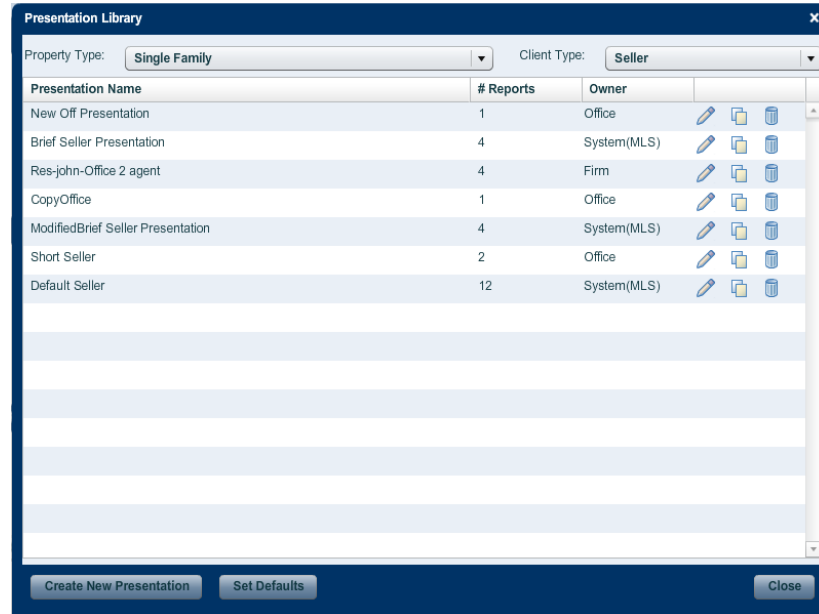 Presentation Library
Property Type: Single Family Client Type: Seller
Presentation Name # Reports Owner
New Off Presentation 1 Office
Brief Seller Presentation 4 System(MLS)
Res-john-Office 2 agent 4 Firm
CopyOffice 1 Office
ModifiedBrief Seller Presentation 4 System(MLS)
Short Seller 2 Office
Default Seller 12 System(MLS)
Create New Presentation Set Defaults Close